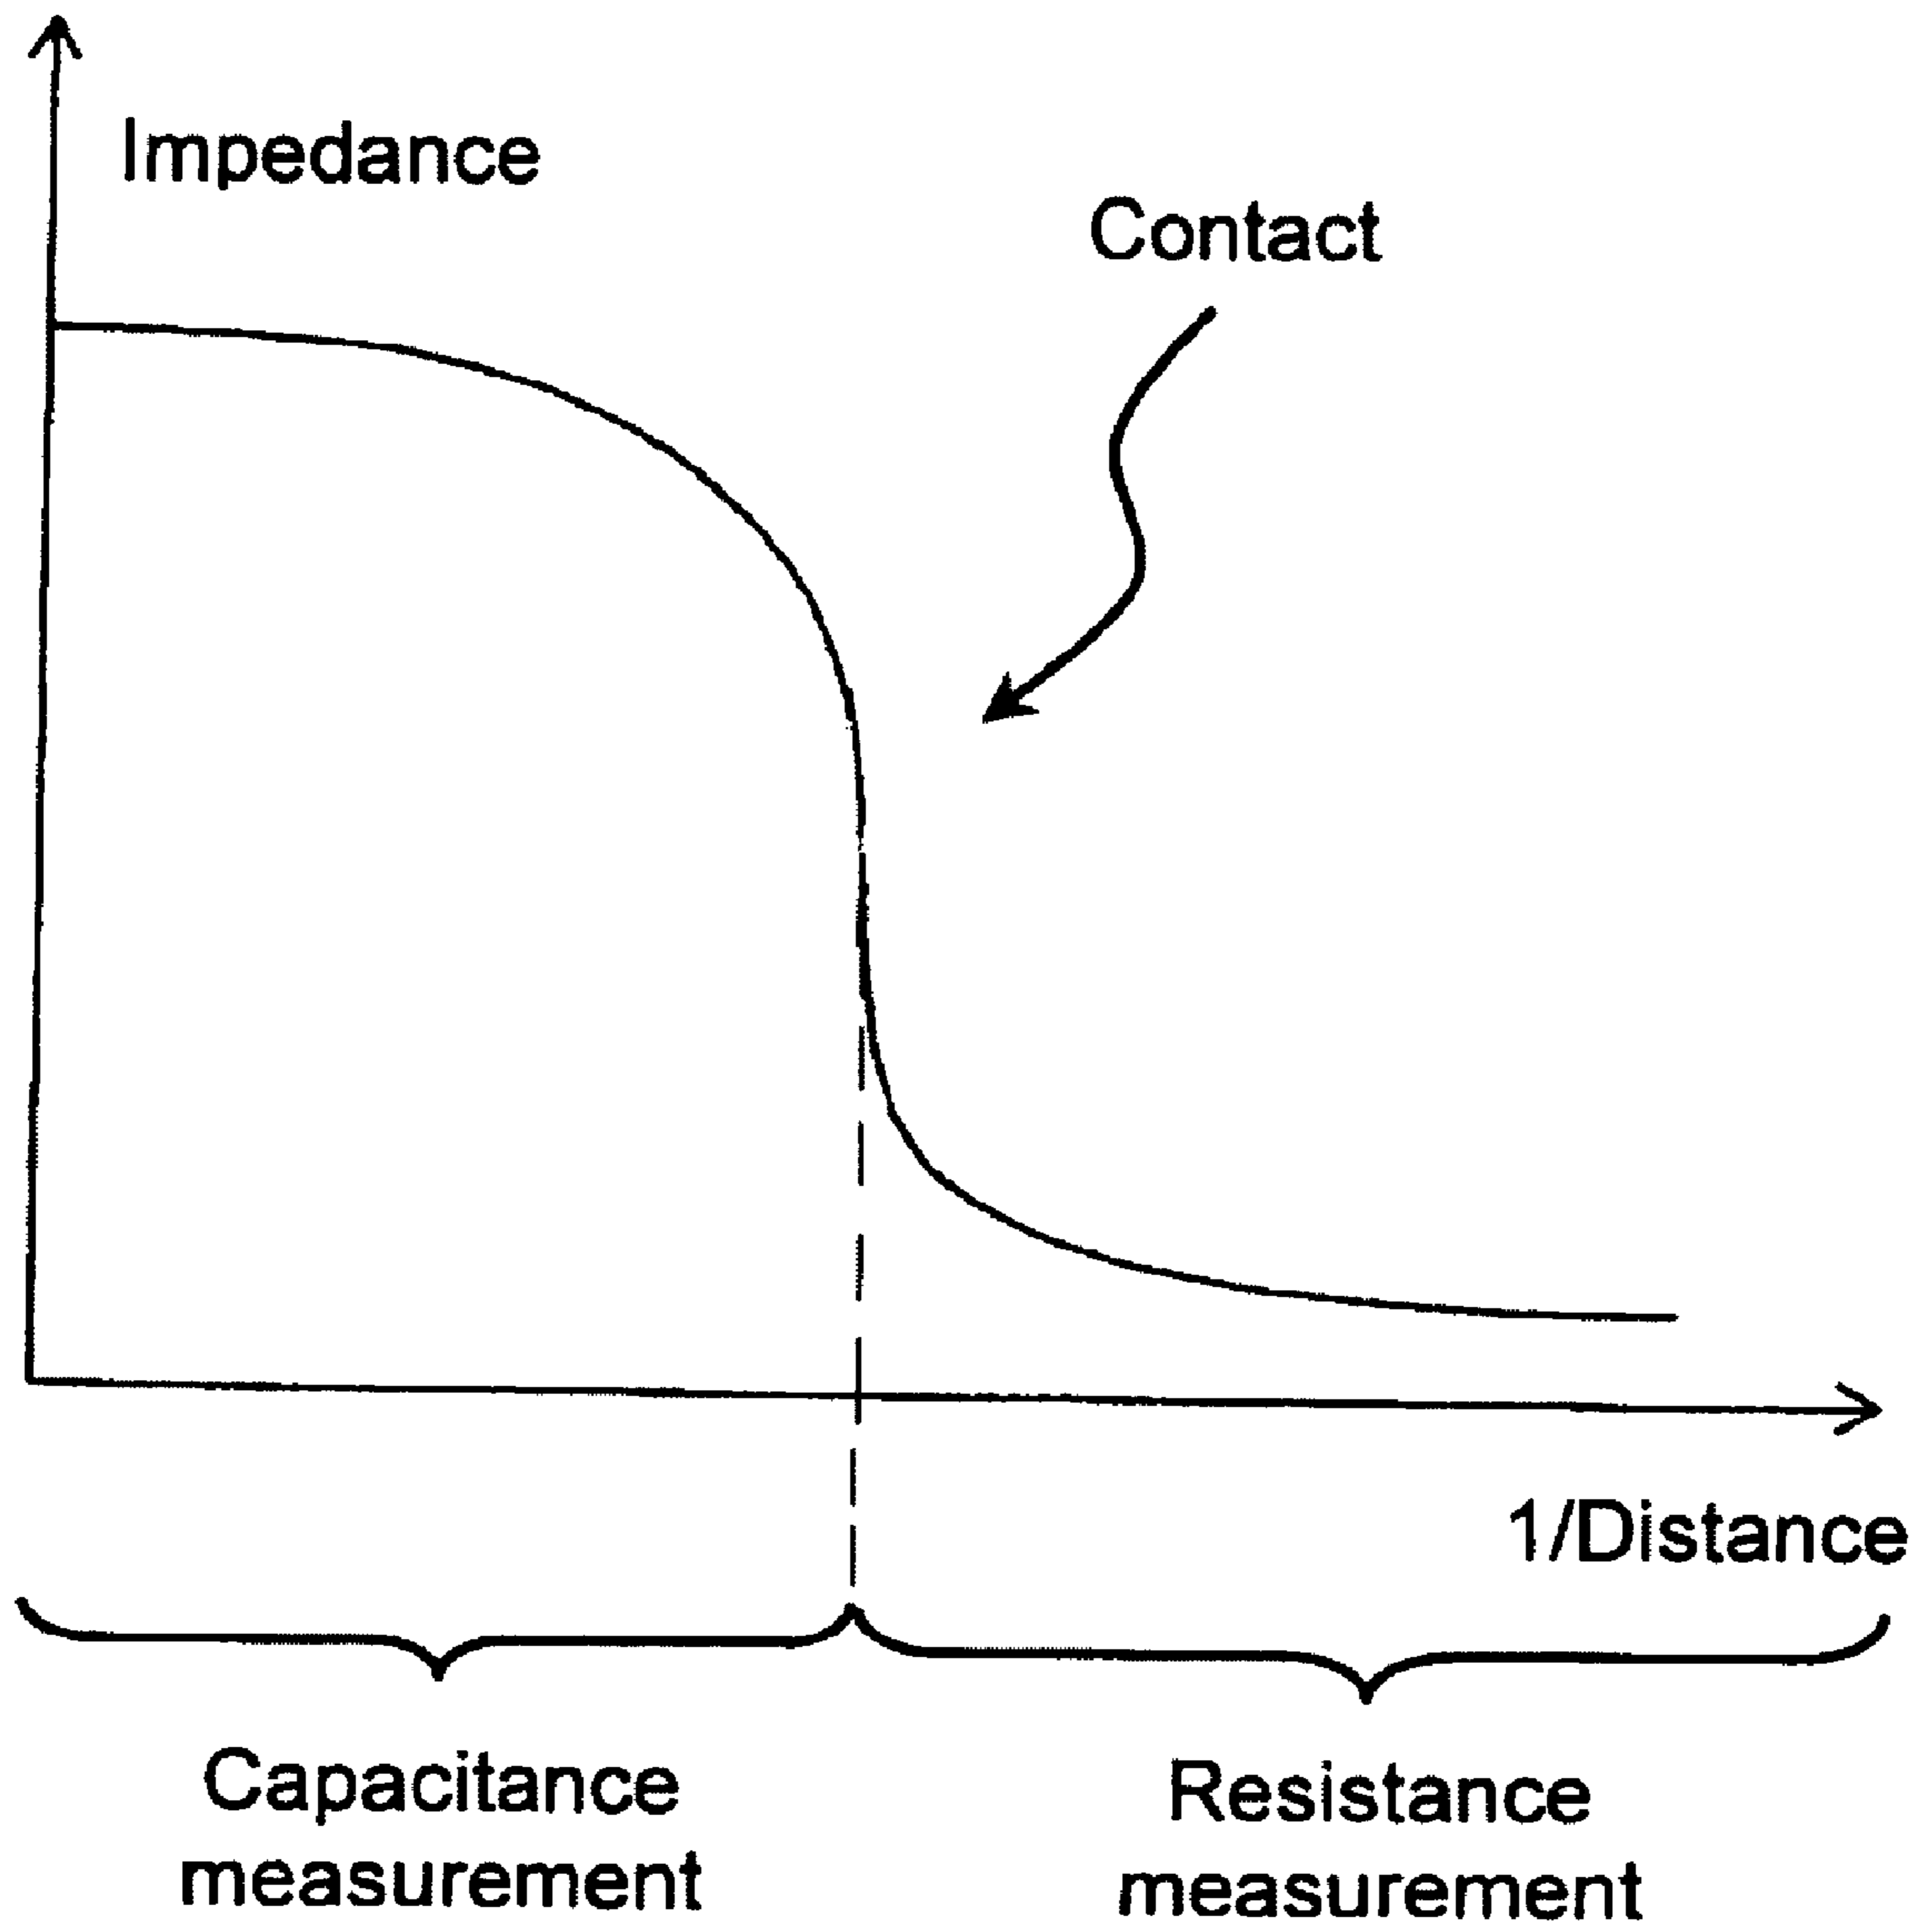 Impedance
Contact
1/Distance
Capacitance
measurement
Resistance
measurement